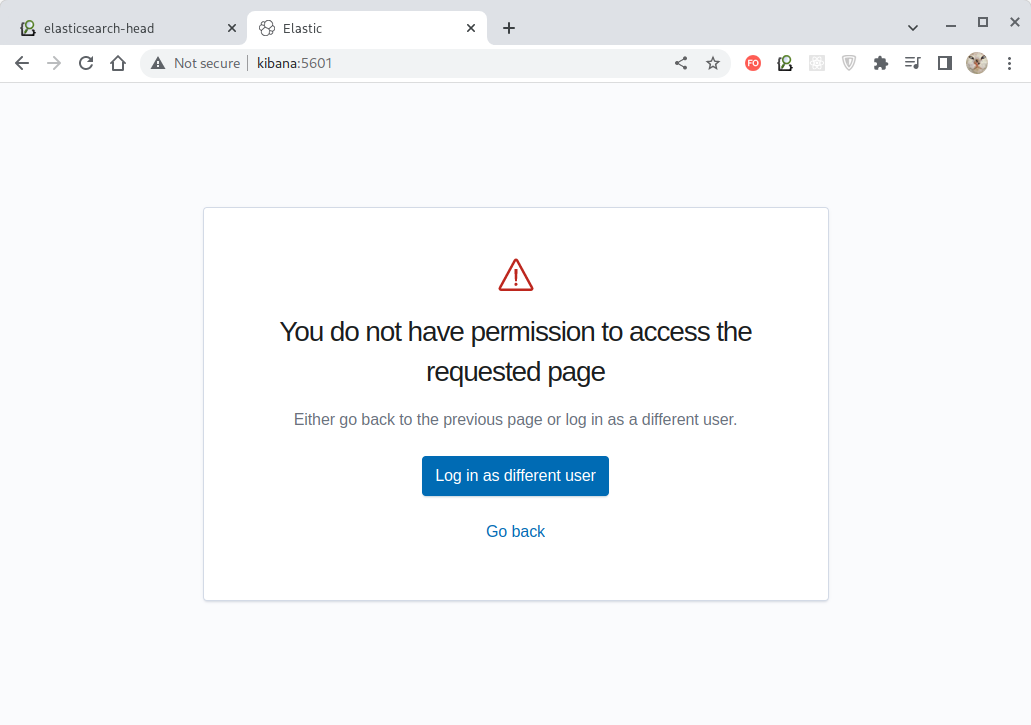 elasticsearch-head
Elastic
Not secure
kibana:5601
FO
You do not have permission to access the
requested page
Either go back to the previous page or log in as a different user.
Log in as different user
Go back